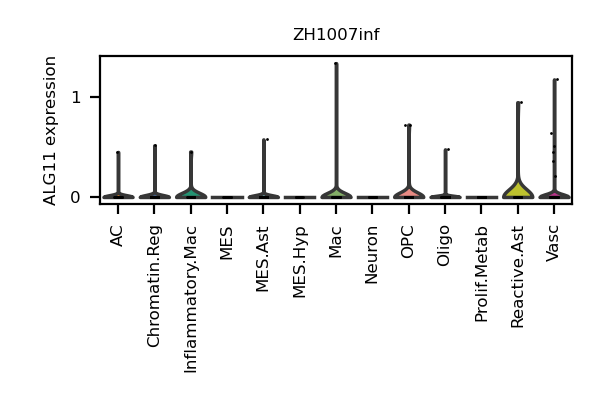 ZH1007inf
ALG11 expression
1
0
AC
Chromatin.Reg
Inflammatory.Mac
MES
MES.Ast
MES.Hyp
Mac
Neuron
OPC
Oligo
Prolif.Metab
Reactive.Ast
Vasc